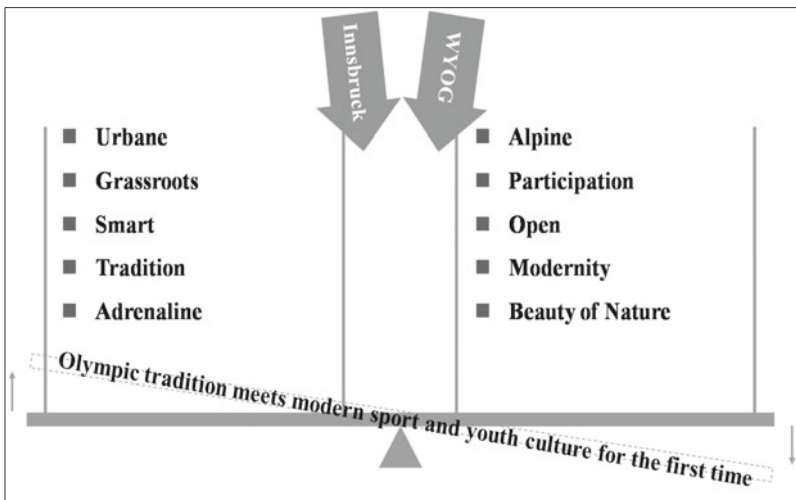 Innsbruck
WYOG
Urbane
Grassroots
Smart
Tradition
Adrenaline
Alpine
Participation
Open
Modernity
Beauty of Nature
Olympic tradition meets modern sport and youth culture for the first time